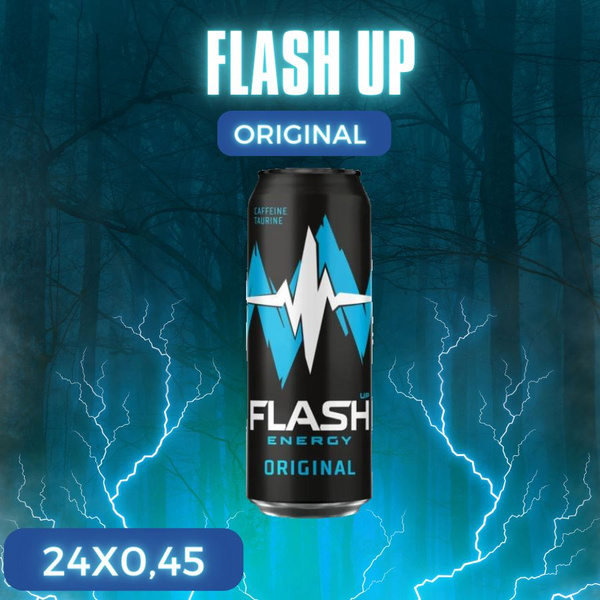 FLASH UP
ORIGINAL
CAFFEINE
TAURINE
UP
FLASH
ENERGY
ORIGINAL
24X0,45